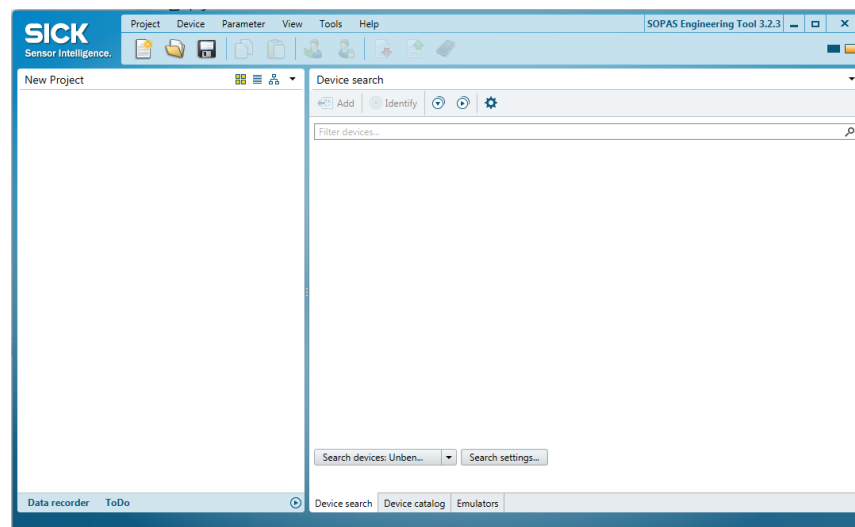 SICK
Sensor Intelligence.
Project Device Parameter View Tools Help
SOPAS Engineering Tool 3.2.3
New Project
Device search
Add Identify
Filter devices...
Search devices: Unben... Search settings...
Data recorder ToDo
Device search Device catalog Emulators